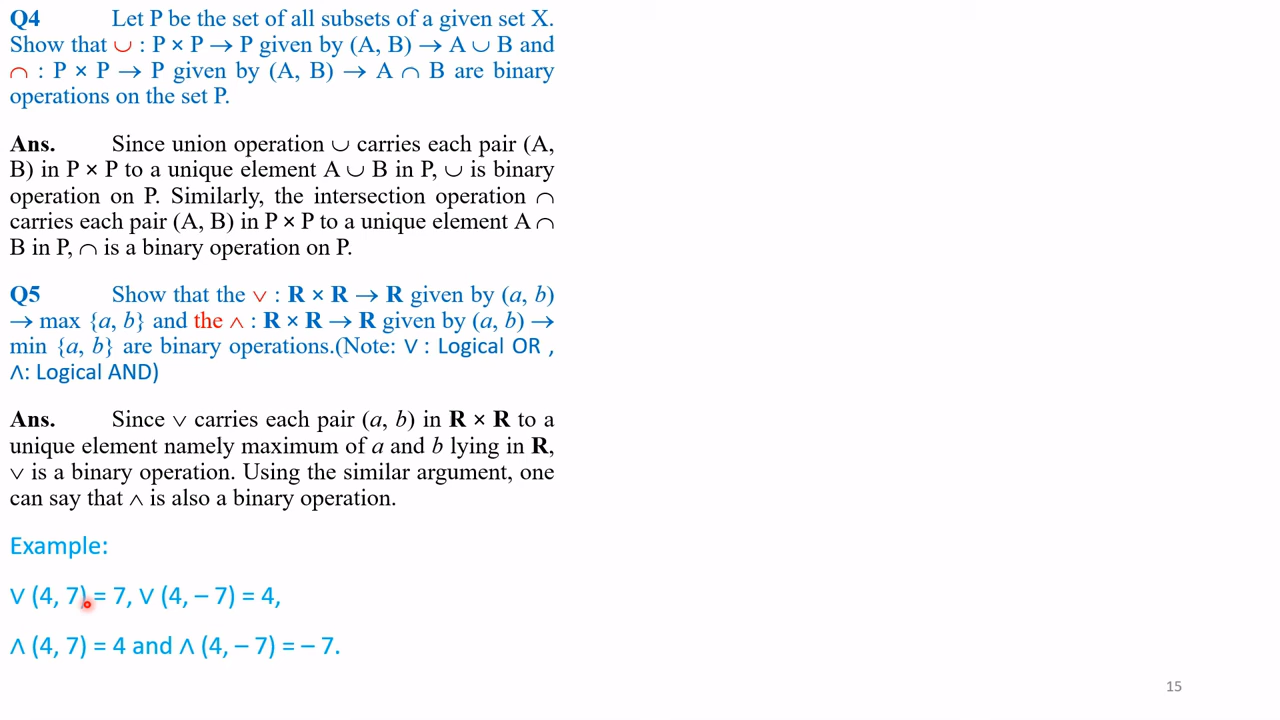 Q4 Let P be the set of all subsets of a given set X.
Show that ∪ : P × P → P given by (A, B) → A ∪ B and
∩ : P × P → P given by (A, B) → A ∩ B are binary
operations on the set P.
Ans. Since union operation ∪ carries each pair (A,
B) in P × P to a unique element A ∪ B in P, ∪ is binary
operation on P. Similarly, the intersection operation ∩
carries each pair (A, B) in P × P to a unique element A ∩
B in P, ∩ is a binary operation on P.
Q5 Show that the ∨ : R × R → R given by (a, b)
→ max {a, b} and the ∧ : R × R → R given by (a, b) →
min {a, b} are binary operations.(Note: ∨ : Logical OR ,
∧: Logical AND)
Ans. Since ∨ carries each pair (a, b) in R × R to a
unique element namely maximum of a and b lying in R,
∨ is a binary operation. Using the similar argument, one
can say that ∧ is also a binary operation.
Example:
∨ (4, 7) = 7, ∨ (4, – 7) = 4,
∧ (4, 7) = 4 and ∧ (4, – 7) = – 7.
15